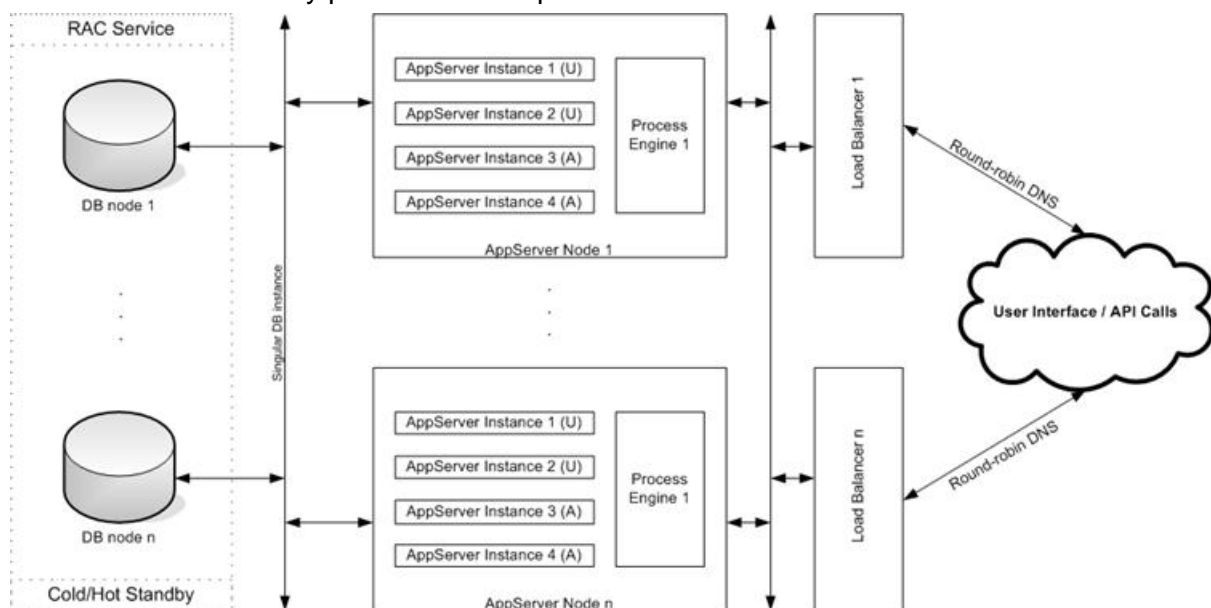 RAC Service
DB node 1
.
.
.
DB node n
Cold/Hot Standby
Singular DB instance
AppServer Instance 1 (U)
AppServer Instance 2 (U)
AppServer Instance 3 (A)
AppServer Instance 4 (A)
Process
Engine 1
AppServer Node 1
.
.
.
AppServer Instance 1 (U)
AppServer Instance 2 (U)
AppServer Instance 3 (A)
AppServer Instance 4 (A)
Process
Engine 1
AppServer Node n
Load Balancer 1
Load Balancer n
Round-robin DNS
User Interface / API Calls
Round-robin DNS